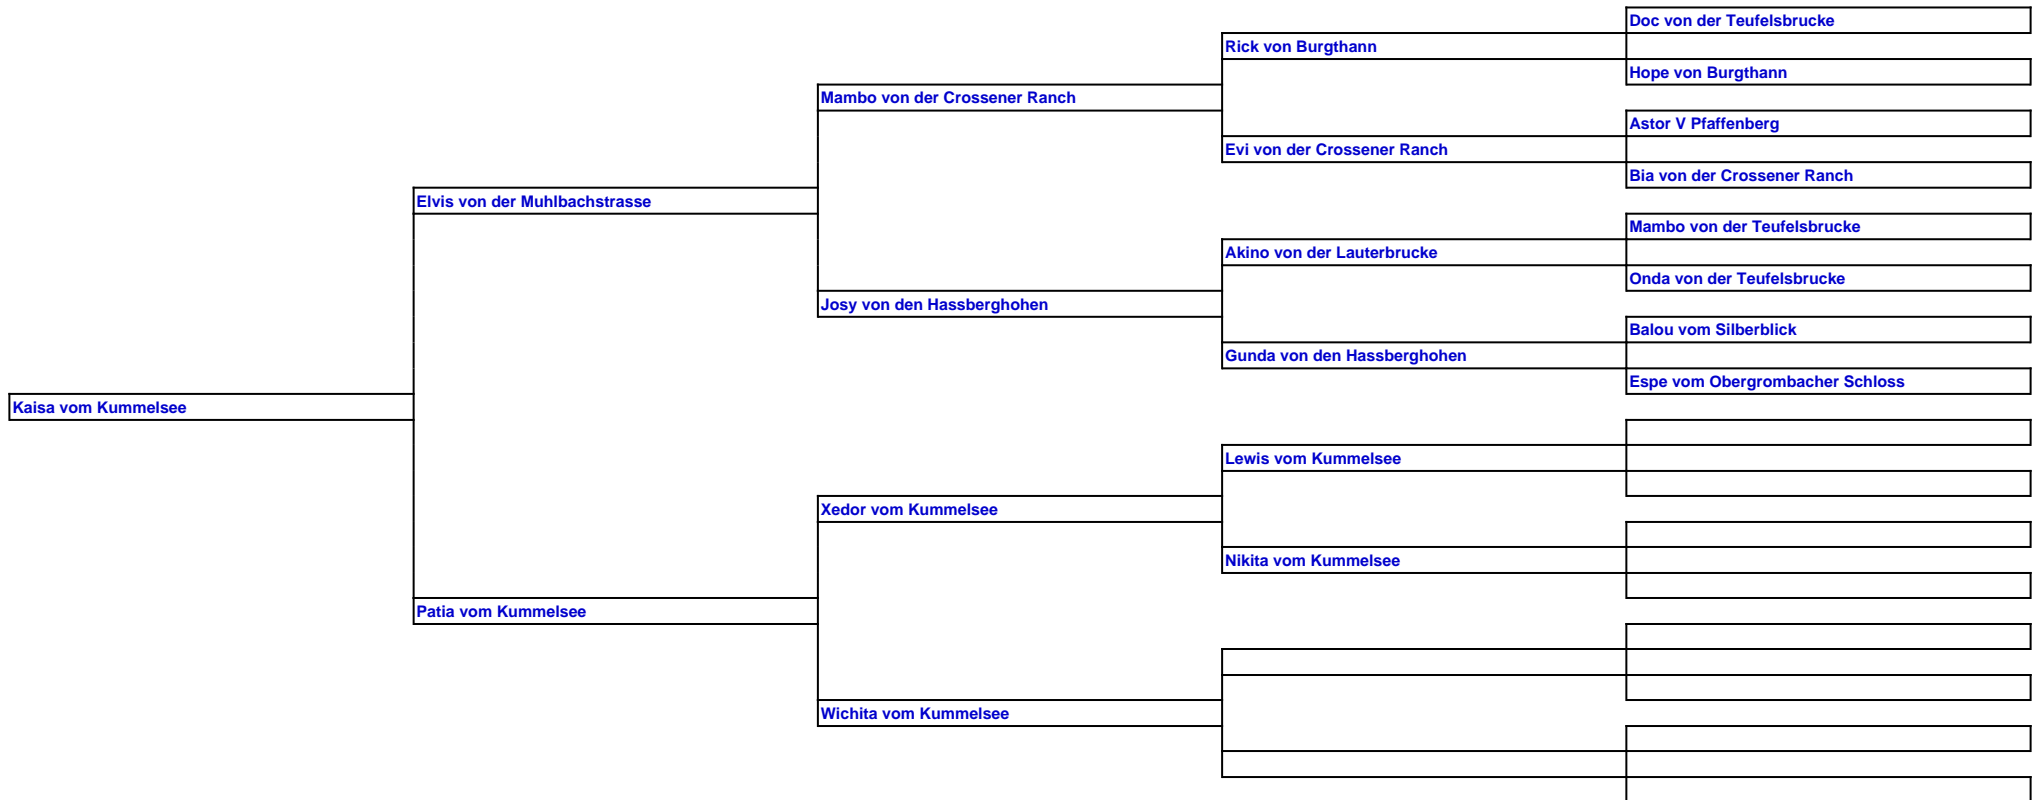 Doc von der Teufelsbrucke
Rick von Burgthann
Hope von Burgthann
Mambo von der Crossener Ranch
Astor V Pfaffenberg
Evi von der Crossener Ranch
Bia von der Crossener Ranch
Elvis von der Muhlbachstrasse
Mambo von der Teufelsbrucke
Akino von der Lauterbrucke
Onda von der Teufelsbrucke
Josy von den Hassberghohen
Balou vom Silberblick
Gunda von den Hassberghohen
Espe vom Obergrombacher Schloss
Kaisa vom Kummelsee
Lewis vom Kummelsee
Xedor vom Kummelsee
Nikita vom Kummelsee
Patia vom Kummelsee
Wichita vom Kummelsee